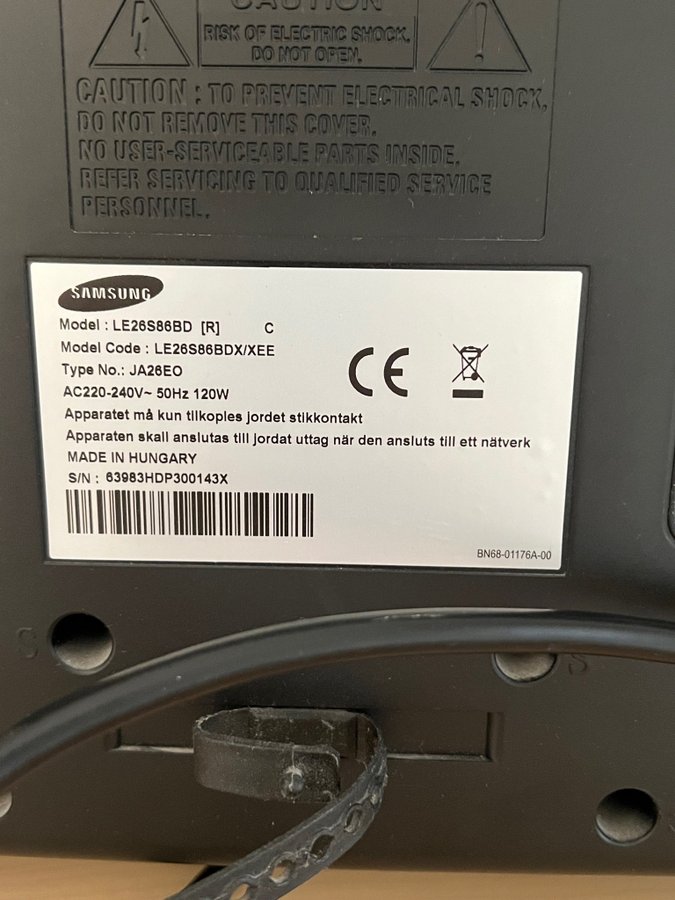 CAUTION
RISK OF ELECTRIC SHOCK.
DO NOT OPEN.
CAUTION : TO PREVENT ELECTRICAL SHOCK,
DO NOT REMOVE THIS COVER.
NO USER-SERVICEABLE PARTS INSIDE.
REFER SERVICING TO QUALIFIED SERVICE
PERSONNEL.
SAMSUNG
Model : LE26S86BD [R] C
Model Code : LE26S86BDX/XEE
Type No.: JA26EO
AC220-240V~ 50Hz 120W
Apparatet må kun tilkoples jordet stikkontakt
Apparaten skall anslutas till jordat uttag när den ansluts till ett nätverk
MADE IN HUNGARY
S/N : 63983HDP300143X
CE
BN68-01176A-00
S
S